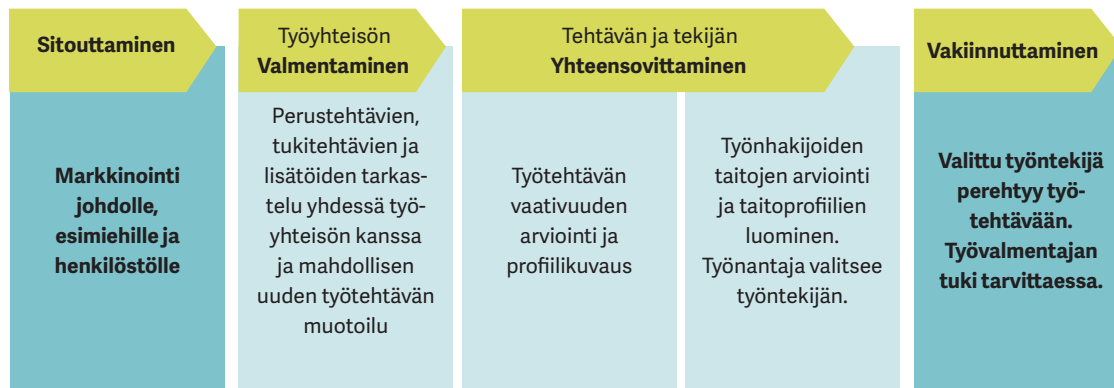 Sitouttaminen
Markkinointi
johdolle,
esimiehille ja
henkilöstölle
Työyhteisön
Valmentaminen
Perustehtävien,
tukitehtävien ja
lisätöiden tarkas-
telu yhdessä työ-
yhteisön kanssa
ja mahdollisen
uuden työtehtävän
muotoilu
Tehtävän ja tekijän
Yhteensovittaminen
Työtehtävän
vaativuuden
arviointi ja
profiilikuvaus
Työnhakijoiden
taitojen arviointi
ja taitoprofiilien
luominen.
Työnantaja valitsee
työntekijän.
Vakiinnuttaminen
Valittu työntekijä
perehtyy työ-
tehtävään.
Työvalmentajan
tuki tarvittaessa.